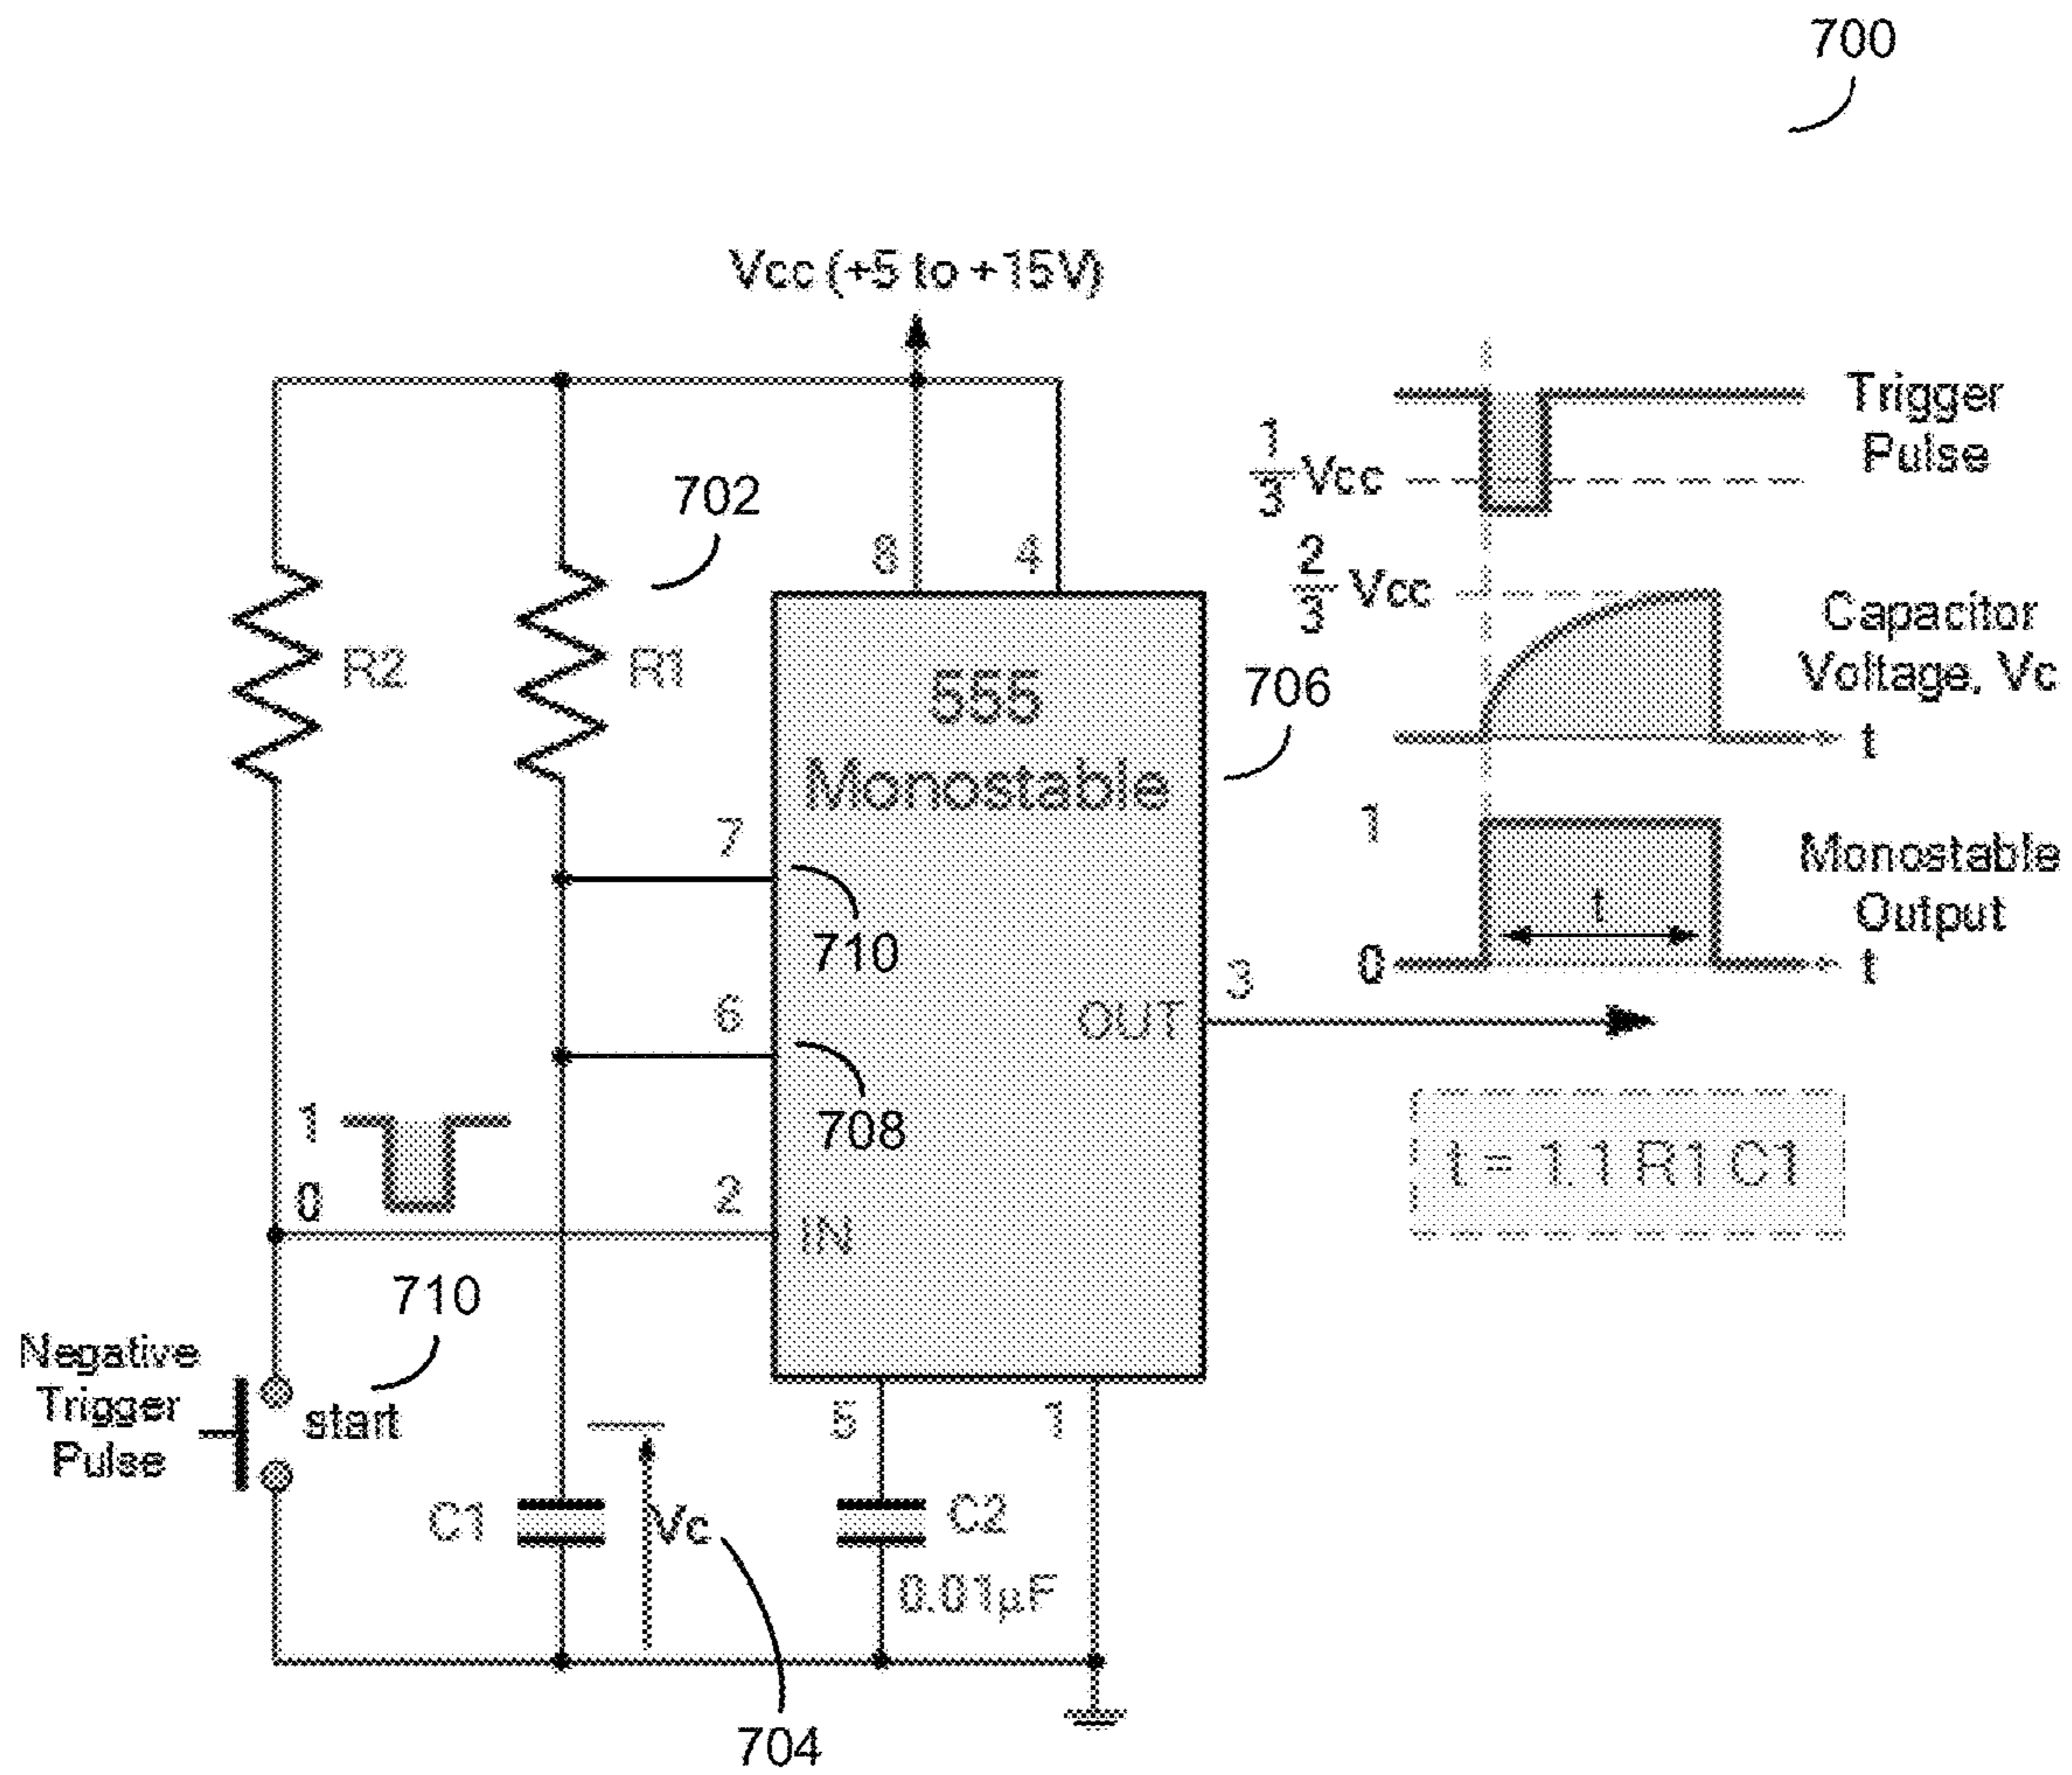 700
Vcc (+5 to +15V)
702
8
4
R2
R1
555
Monostable
706
7
710
6
708
OUT
3
1
0
2
IN
710
Negative
Trigger
Pulse
start
5
1
C1
Vc
C2
0.01µF
704
Trigger
Pulse
1/3 Vcc
2/3 Vcc
Capacitor
Voltage, Vc
t
1
Monostable
Output
t
0
t
t = 1.1 R1 C1